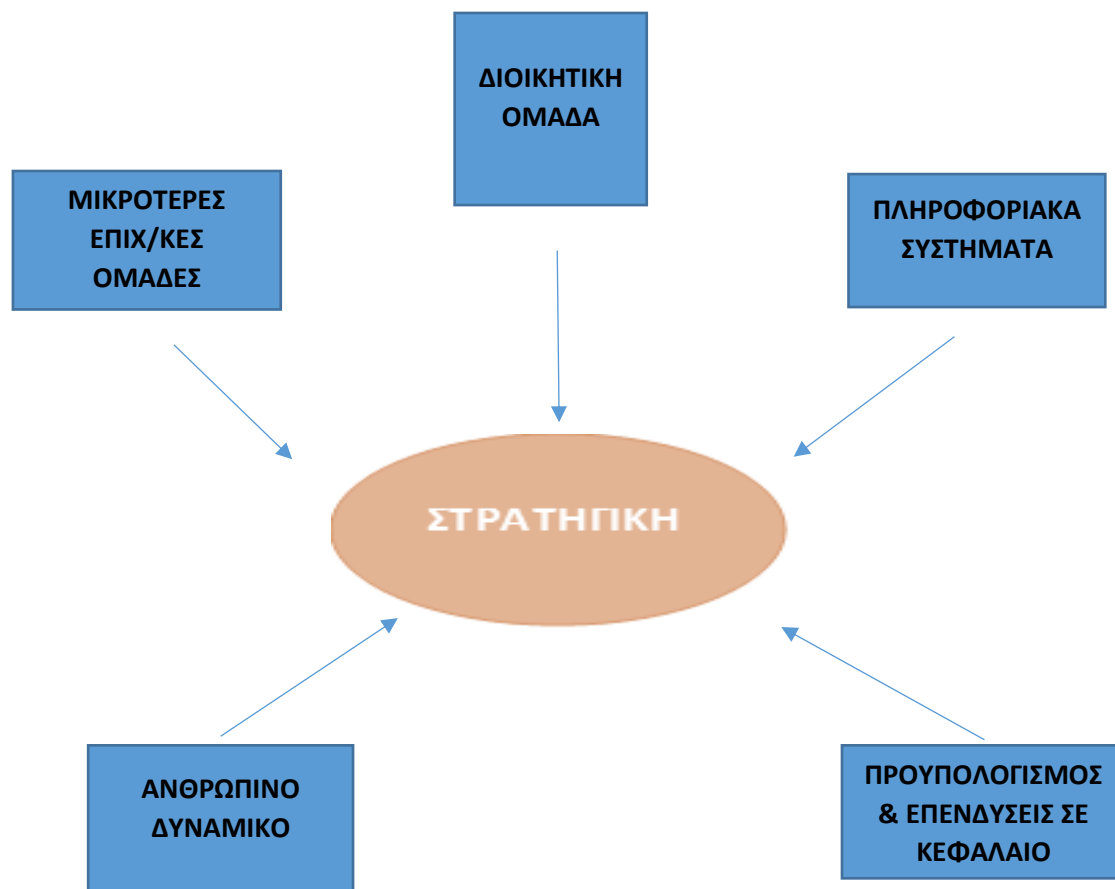 ΔΙΟΙΚΗΤΙΚΗ
ΟΜΑΔΑ
ΜΙΚΡΟΤΕΡΕΣ
ΕΠΙΧ/ΚΕΣ
ΟΜΑΔΕΣ
ΠΛΗΡΟΦΟΡΙΑΚΑ
ΣΥΣΤΗΜΑΤΑ
ΣΤΡΑΤΗΓΙΚΗ
ΑΝΘΡΩΠΙΝΟ
ΔΥΝΑΜΙΚΟ
ΠΡΟΥΠΟΛΟΓΙΣΜΟΣ
& ΕΠΕΝΔΥΣΕΙΣ ΣΕ
ΚΕΦΑΛΑΙΟ